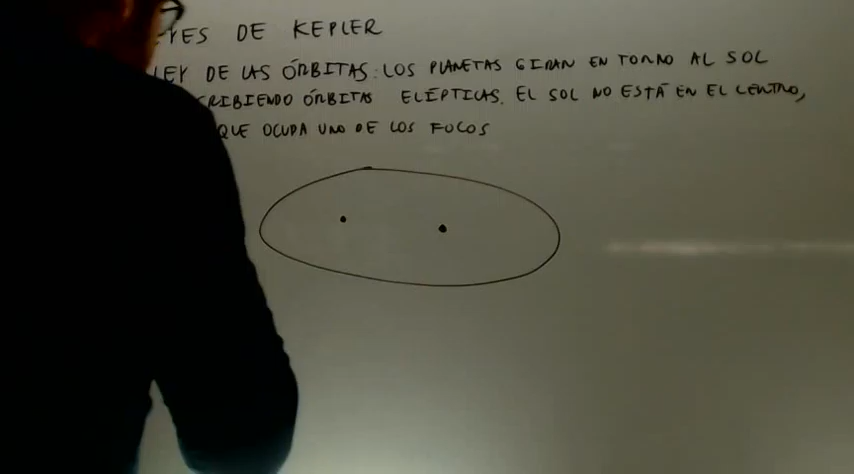 YES DE KEPLER
LEY DE LAS ÓRBITAS: LOS PLANETAS GIRAN EN TORNO AL SOL
CRIBIENDO ÓRBITAS ELÍPTICAS. EL SOL NO ESTÁ EN EL CENTRO,
QUE OCUPA UNO DE LOS FOCOS